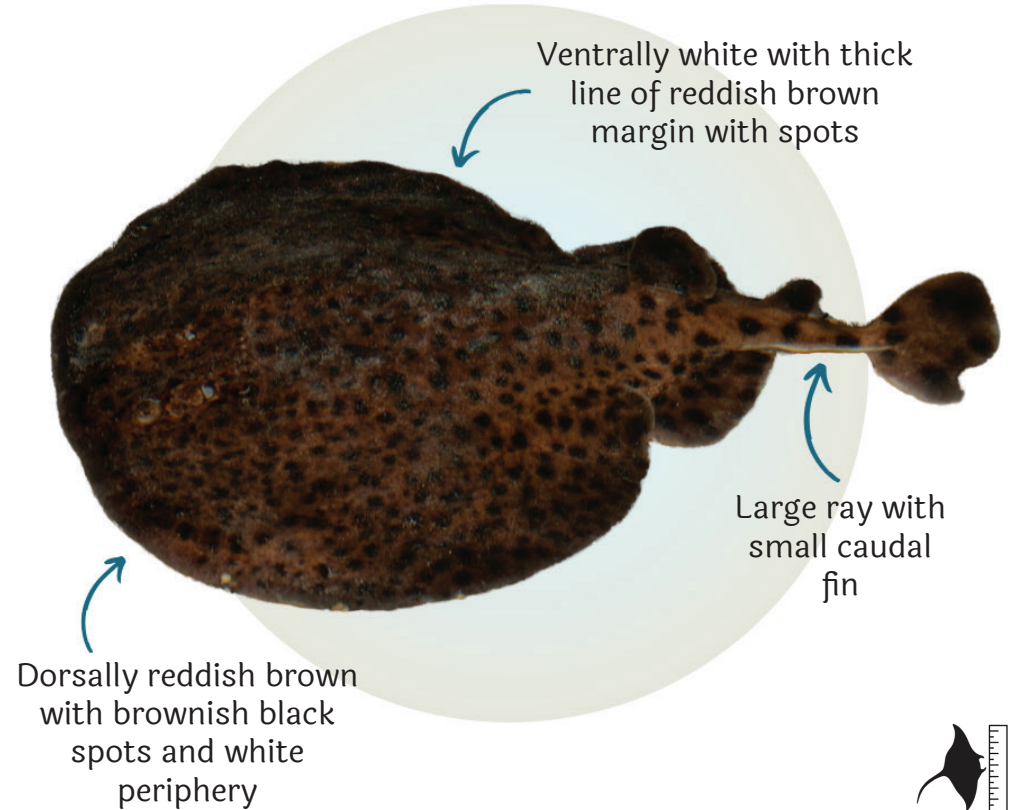 Ventrally white with thick
line of reddish brown
margin with spots
Large ray with
small caudal
fin
Dorsally reddish brown
with brownish black
spots and white
periphery